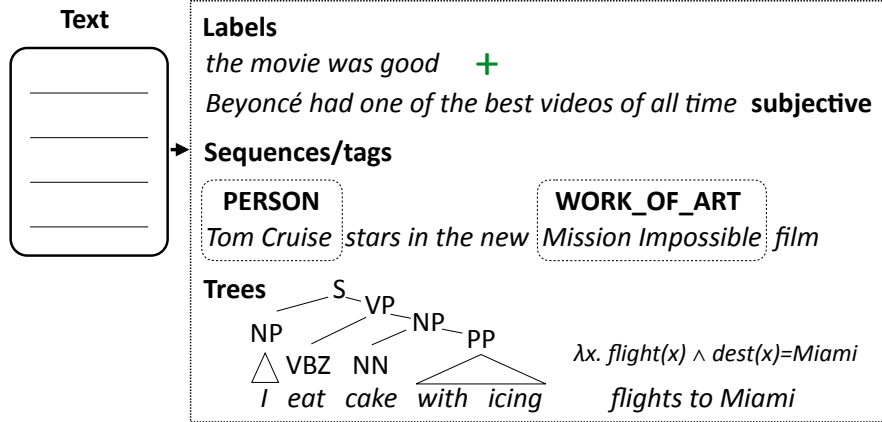 Text
Labels
the movie was good +
Beyoncé had one of the best videos of all time subjective
Sequences/tags
PERSON WORK_OF_ART
Tom Cruise stars in the new Mission Impossible film
Trees
S
VP
NP NP
PP
VBZ NN
λx. flight(x) ∧ dest(x)=Miami
I eat cake with icing flights to Miami